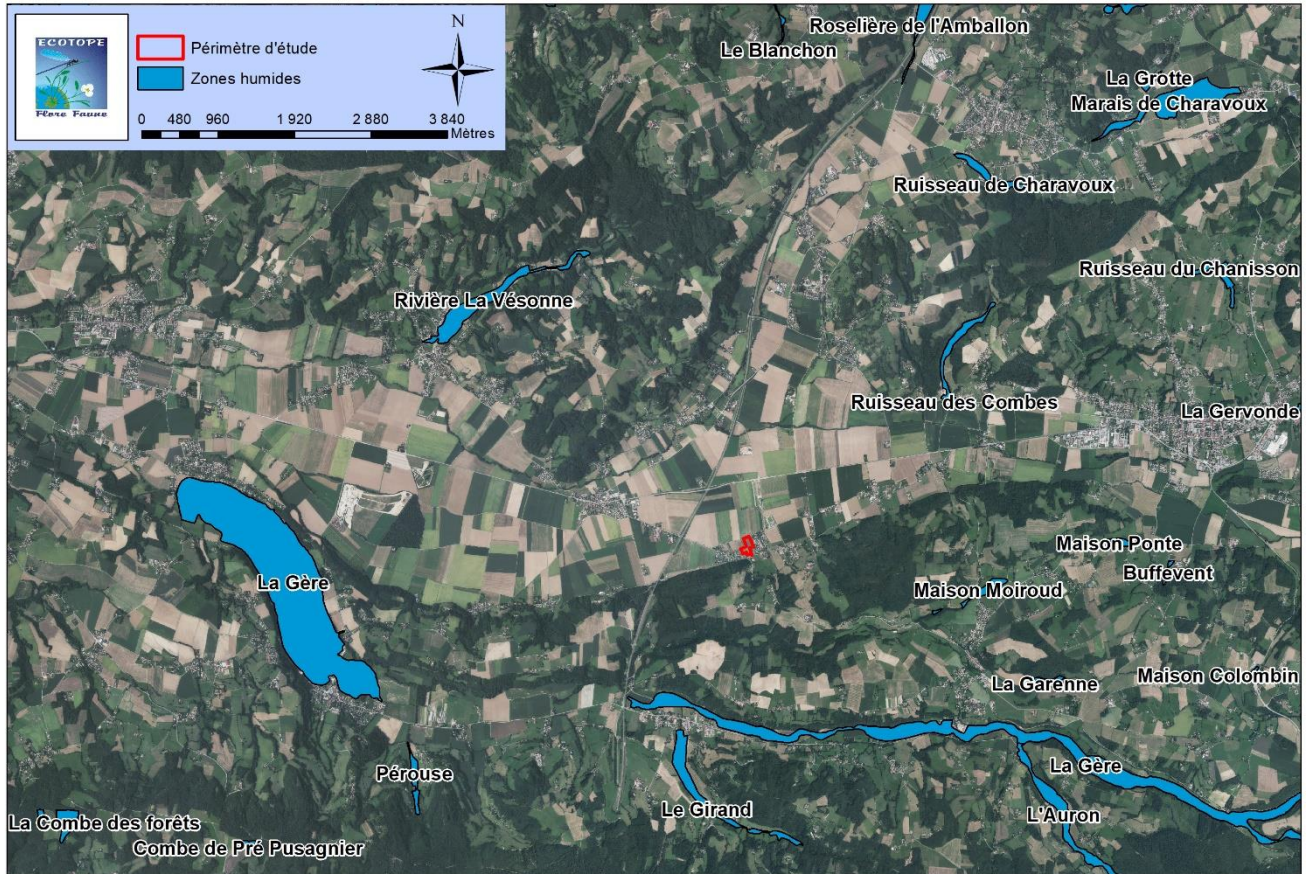 ECOTOPE
Flore Faune
Périmètre d'étude
Zones humides
N
0 480 960 1 920 2 880 3 840
Mètres
Roselière de l'Amballon
Le Blanchon
La Grotte
Marais de Charavoux
Ruisseau de Charavoux
Ruisseau du Chanisson
Rivière La Vésonne
Ruisseau des Combes
La Gervonde
Maison Ponte
Buffevent
La Gère
Maison Moiroud
La Garenne
Maison Colombin
Pérouse
La Gère
Le Girand
L'Auron
La Combe des forêts
Combe de Pré Pusagnier